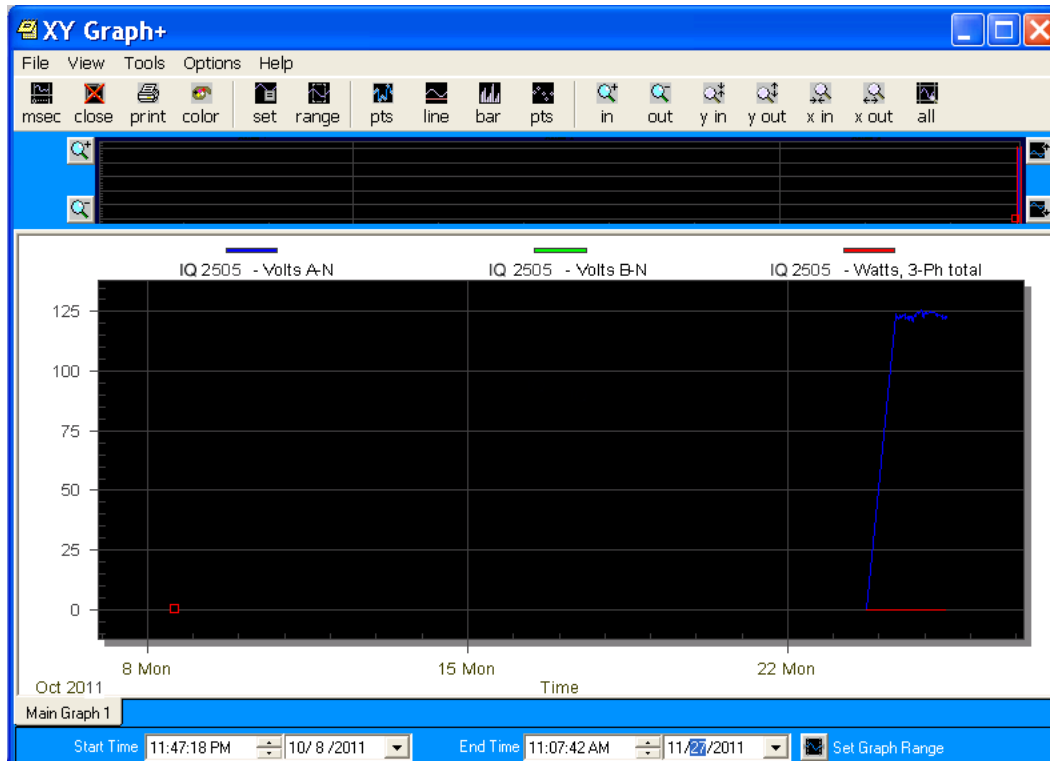 XY Graph+
File View Tools Options Help
msec close print color set range pts line bar pts in out y in y out x in x out all
IQ 2505 - Volts A-N IQ 2505 - Volts B-N IQ 2505 - Watts, 3-Ph total
125
100
75
50
25
0
8 Mon 15 Mon 22 Mon
Oct 2011 Time
Main Graph 1
Start Time 11:47:18 PM 10/ 8 /2011 End Time 11:07:42 AM 11/27/2011 Set Graph Range